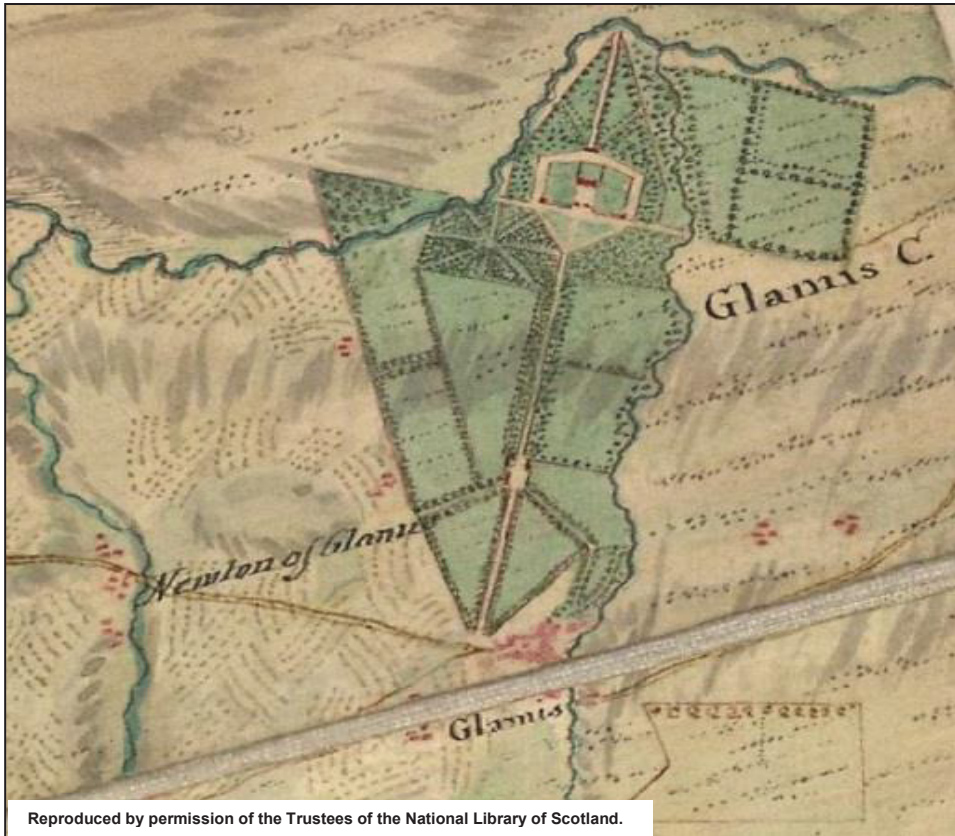 Glamis C.
Newton of Glamis
Glamis
Reproduced by permission of the Trustees of the National Library of Scotland.